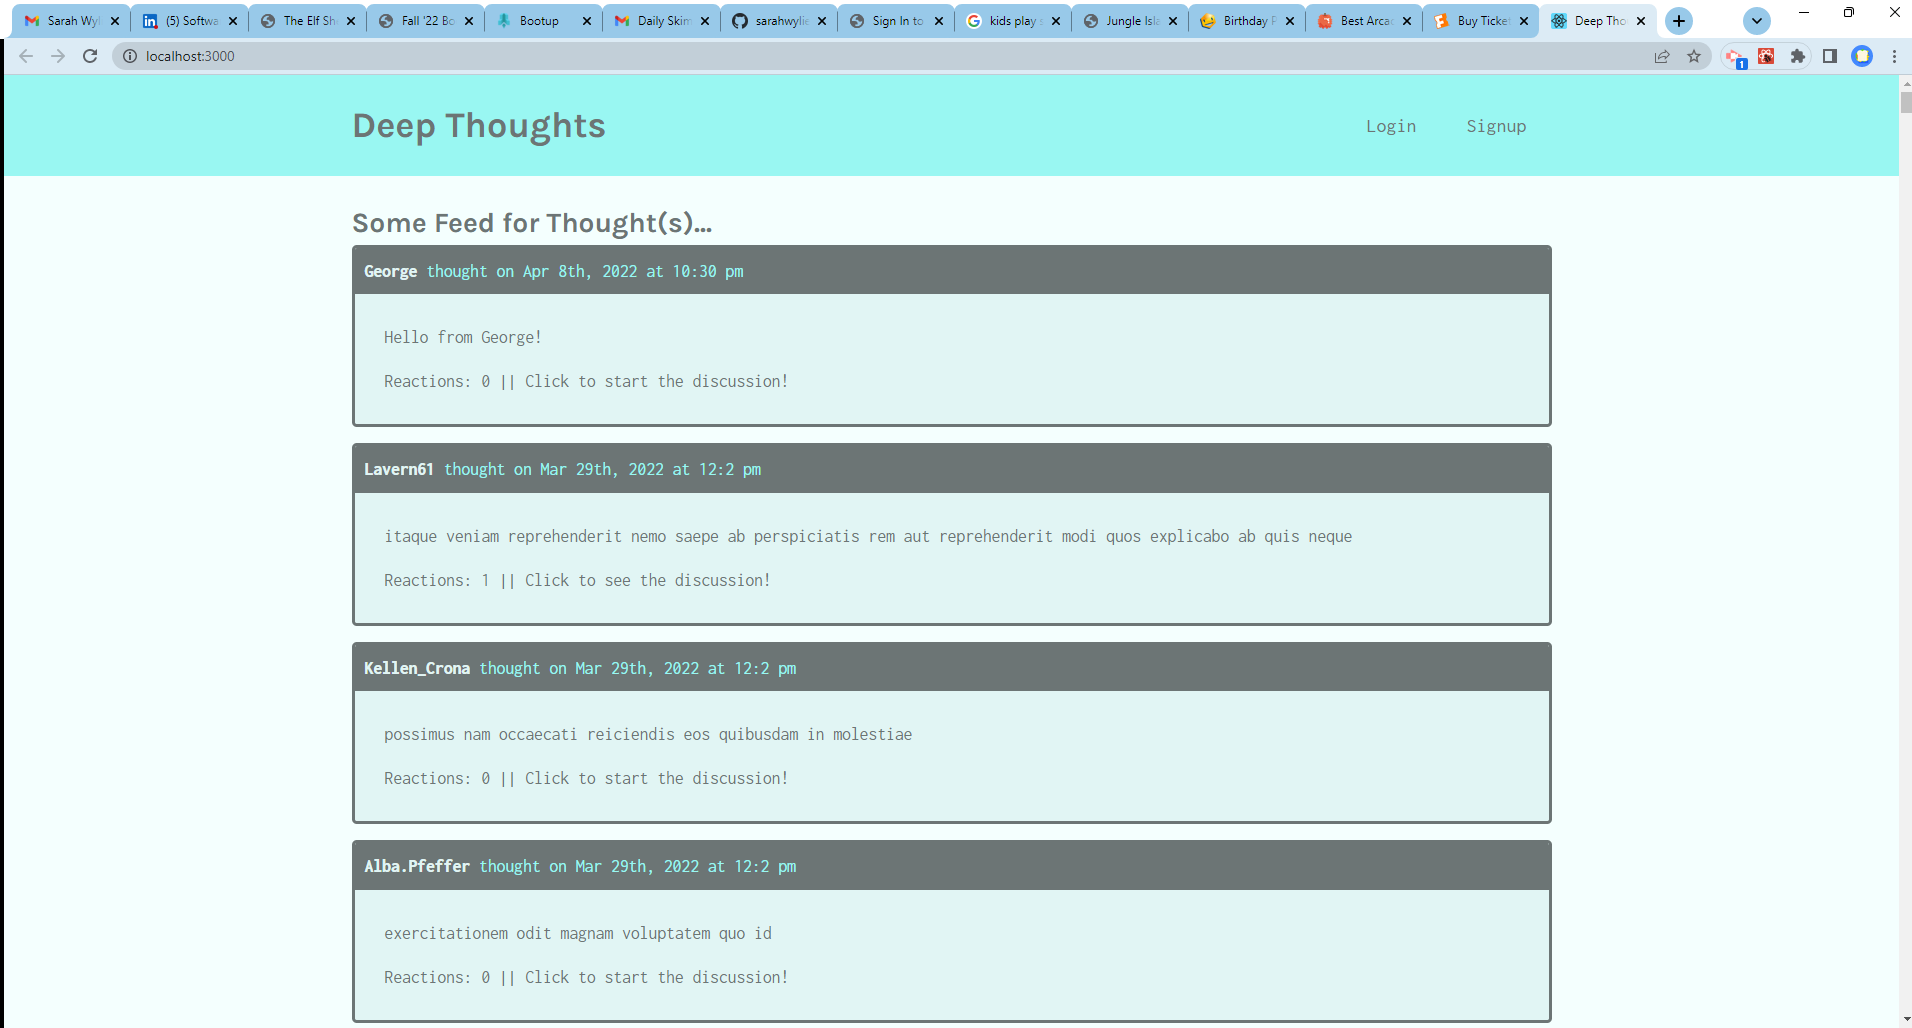 Sarah Wyl
(5) Softwa
The Elf She
Fall '22 Bo
Bootup
Daily Skim
sarahwylie
Sign In to
kids play s
Jungle Isla
Birthday P
Best Arcad
Buy Ticket
Deep Tho
localhost:3000
1
Deep Thoughts
Login
Signup
Some Feed for Thought(s)...
George thought on Apr 8th, 2022 at 10:30 pm
Hello from George!
Reactions: 0 || Click to start the discussion!
Lavern61 thought on Mar 29th, 2022 at 12:2 pm
itaque veniam reprehenderit nemo saepe ab perspiciatis rem aut reprehenderit modi quos explicabo ab quis neque
Reactions: 1 || Click to see the discussion!
Kellen_Crona thought on Mar 29th, 2022 at 12:2 pm
possimus nam occaecati reiciendis eos quibusdam in molestiae
Reactions: 0 || Click to start the discussion!
Alba.Pfeffer thought on Mar 29th, 2022 at 12:2 pm
exercitationem odit magnam voluptatem quo id
Reactions: 0 || Click to start the discussion!